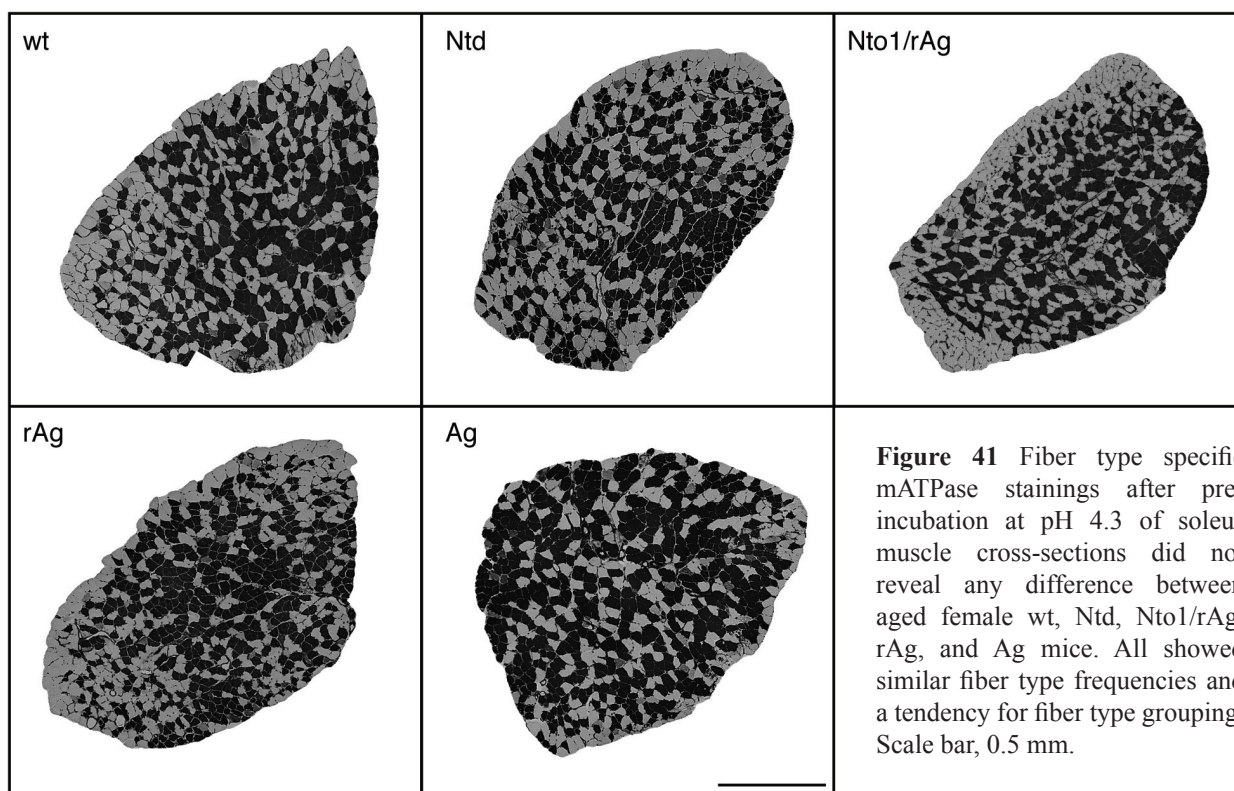 wt
Ntd
Nto1/rAg
rAg
Ag
Figure 41 Fiber type specifi
mATPase stainings after pre
incubation at pH 4.3 of soleu
muscle cross-sections did no
reveal any difference between
aged female wt, Ntd, Nto1/rAg
rAg, and Ag mice. All showed
similar fiber type frequencies and
a tendency for fiber type grouping
Scale bar, 0.5 mm.